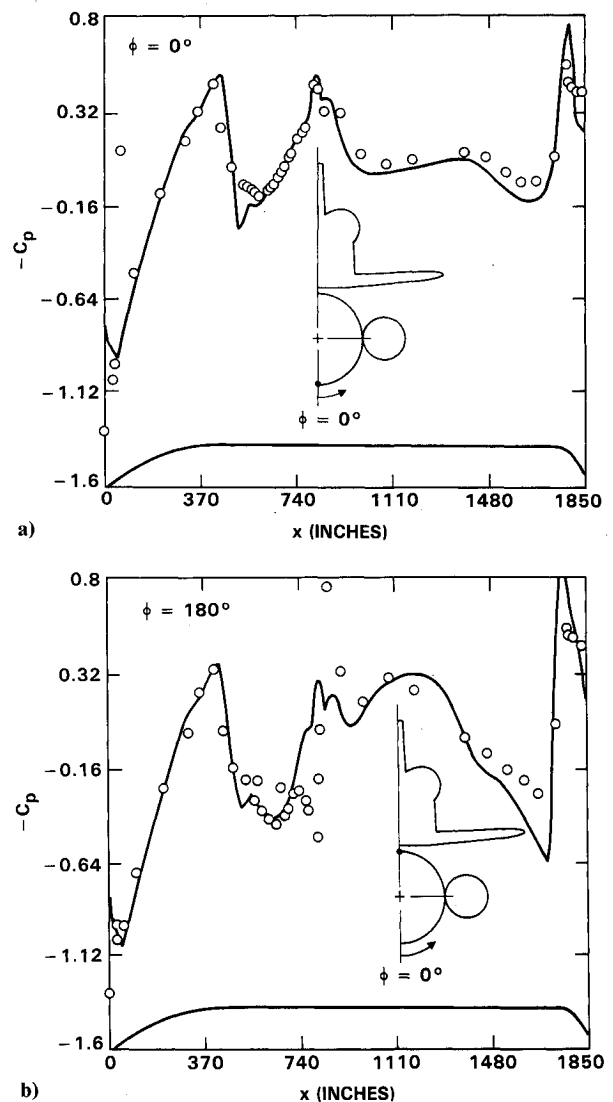 0.8
ϕ = 0°
0.32
−0.16
− Cp
−0.64
−1.12
−1.6
ϕ = 0°
0 370 740 1110 1480 1850
a) x (INCHES)
0.8
ϕ = 180°
0.32
−0.16
− Cp
−0.64
−1.12
−1.6
ϕ = 0°
0 370 740 1110 1480 1850
b) x (INCHES)